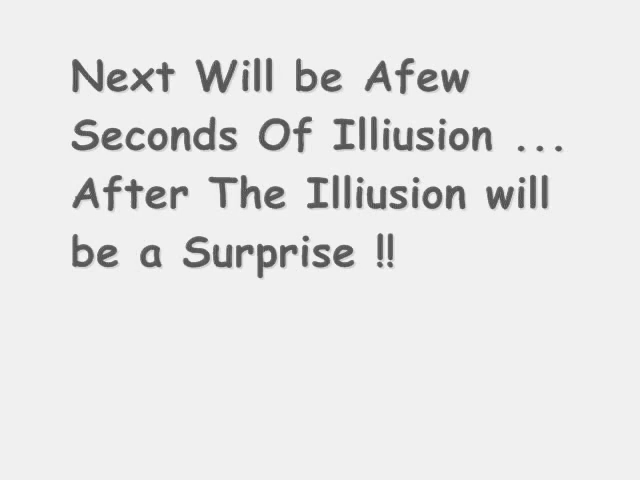 Next Will be Afew
Seconds Of Illiusion ...
After The Illiusion will
be a Surprise !!